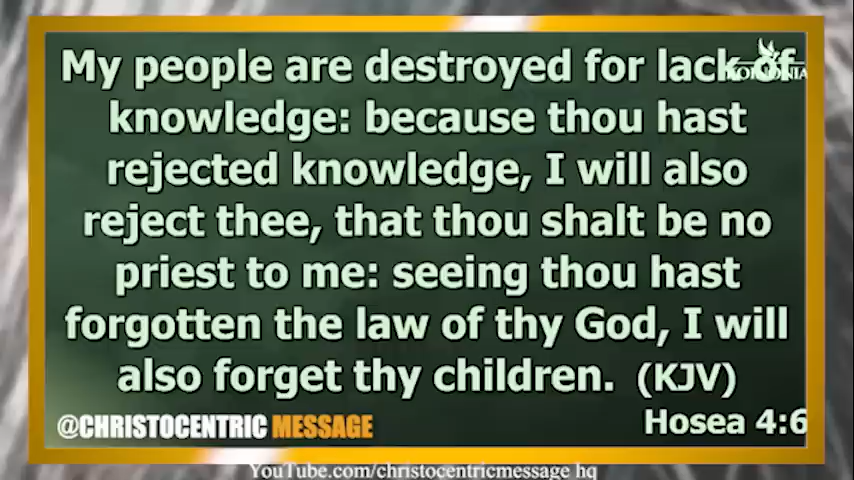 My people are destroyed for lack of
KOINONIA
knowledge: because thou hast
rejected knowledge, I will also
reject thee, that thou shalt be no
priest to me: seeing thou hast
forgotten the law of thy God, I will
also forget thy children. (KJV)
@CHRISTOCENTRIC MESSAGE
Hosea 4:6
YouTube.com/christocentricmessage hq